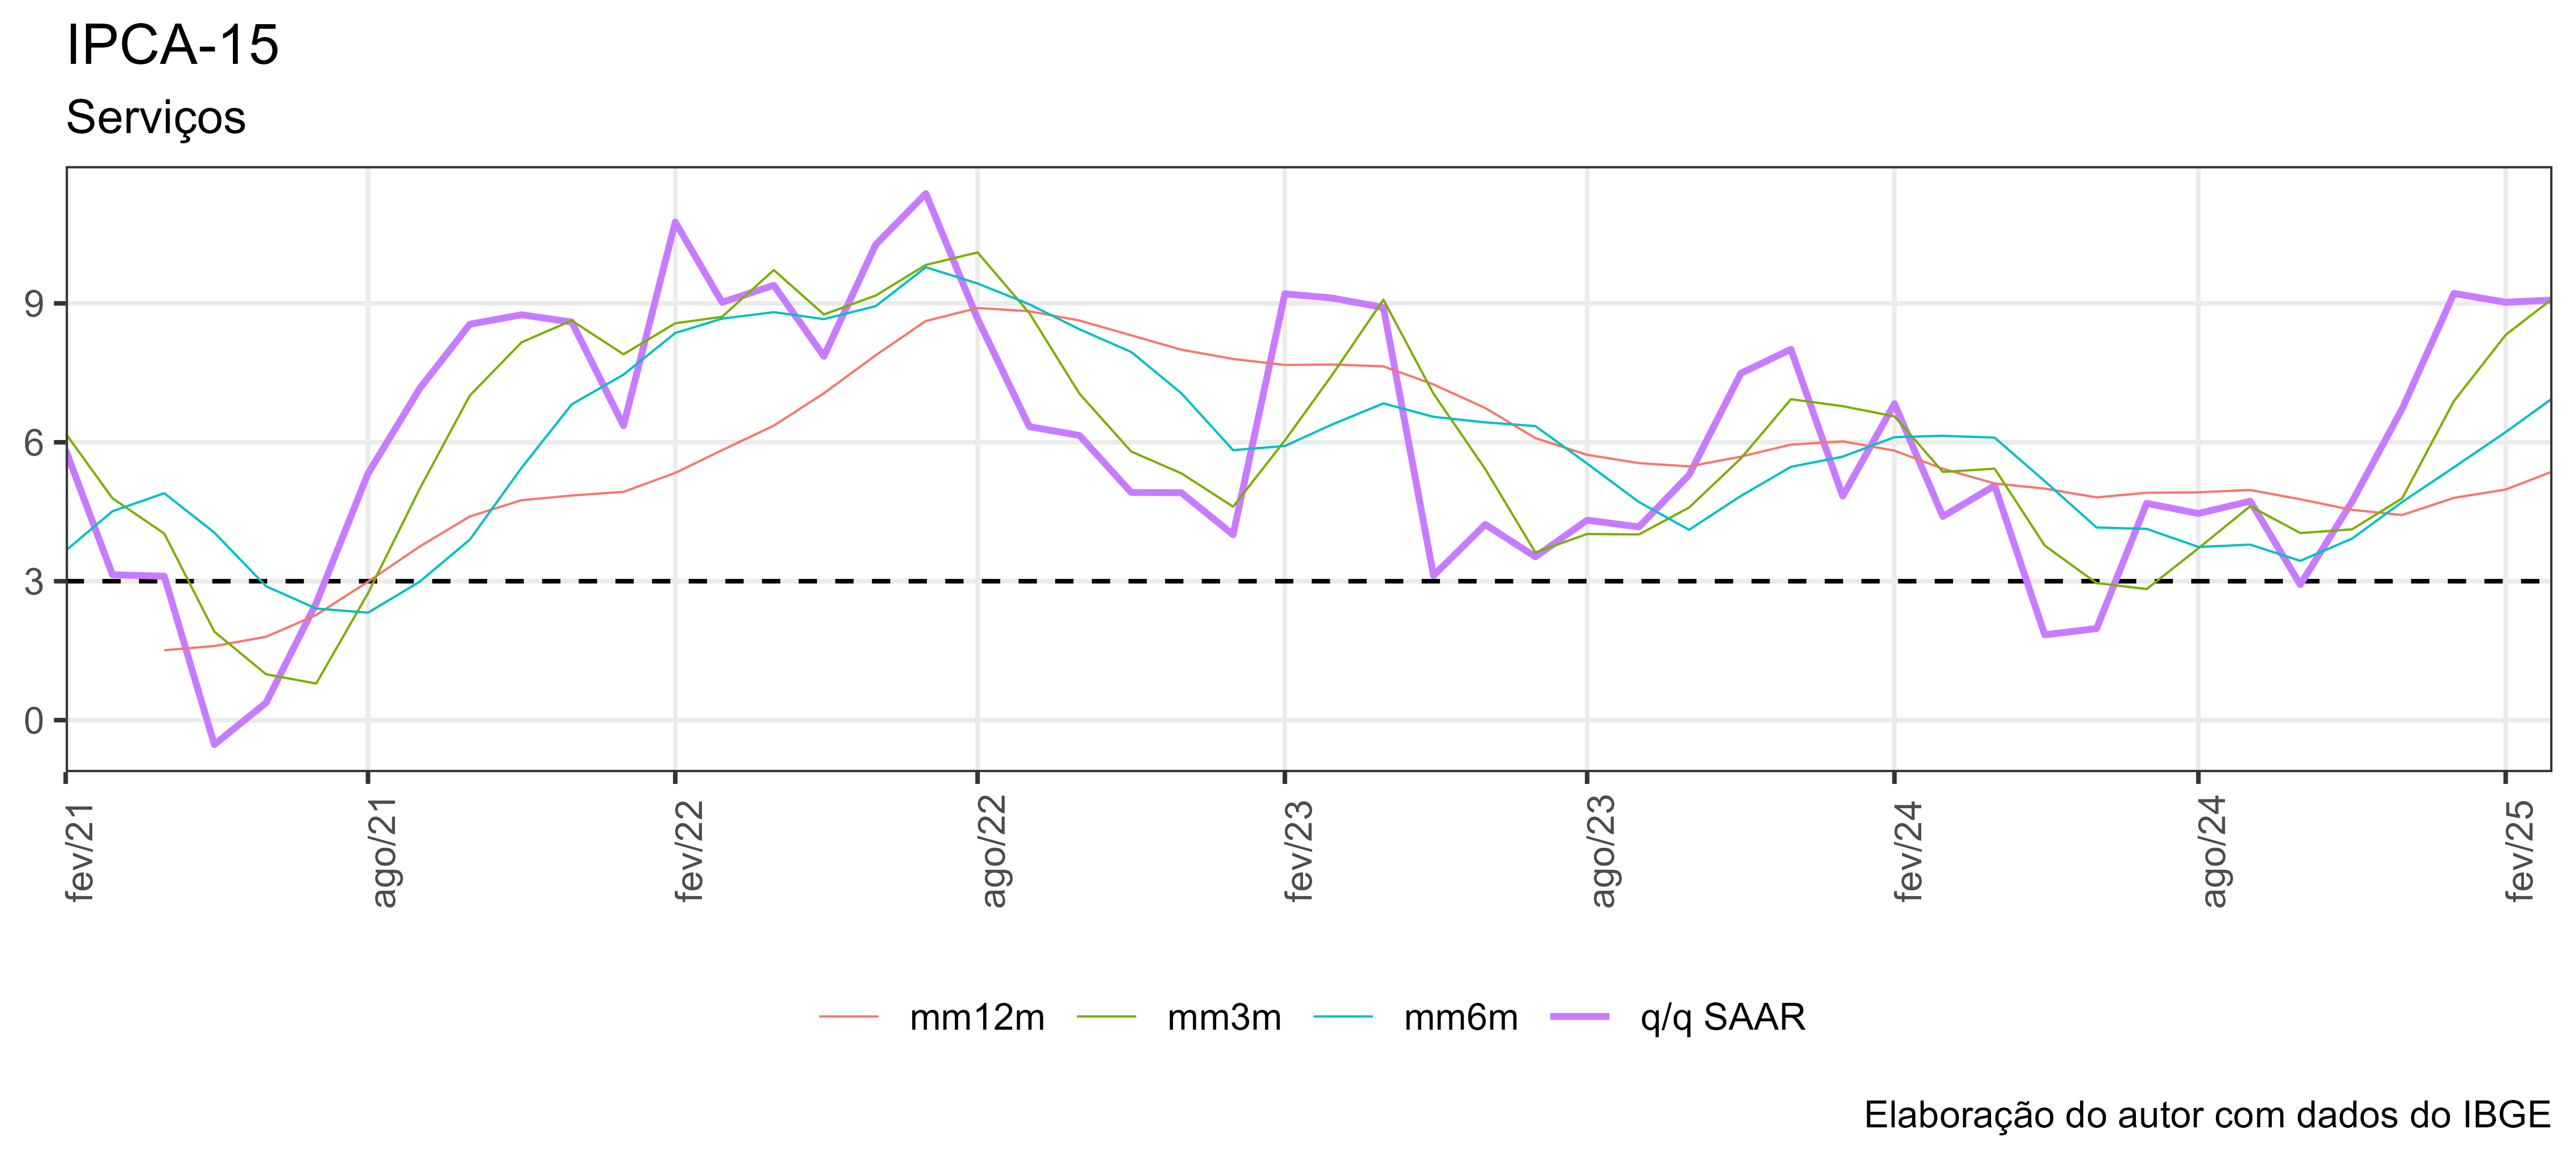 IPCA-15
Serviços
9
6
3
0
fev/21
ago/21
fev/22
ago/22
fev/23
ago/23
fev/24
ago/24
fev/25
mm12m mm3m mm6m q/q SAAR
Elaboração do autor com dados do IBGE